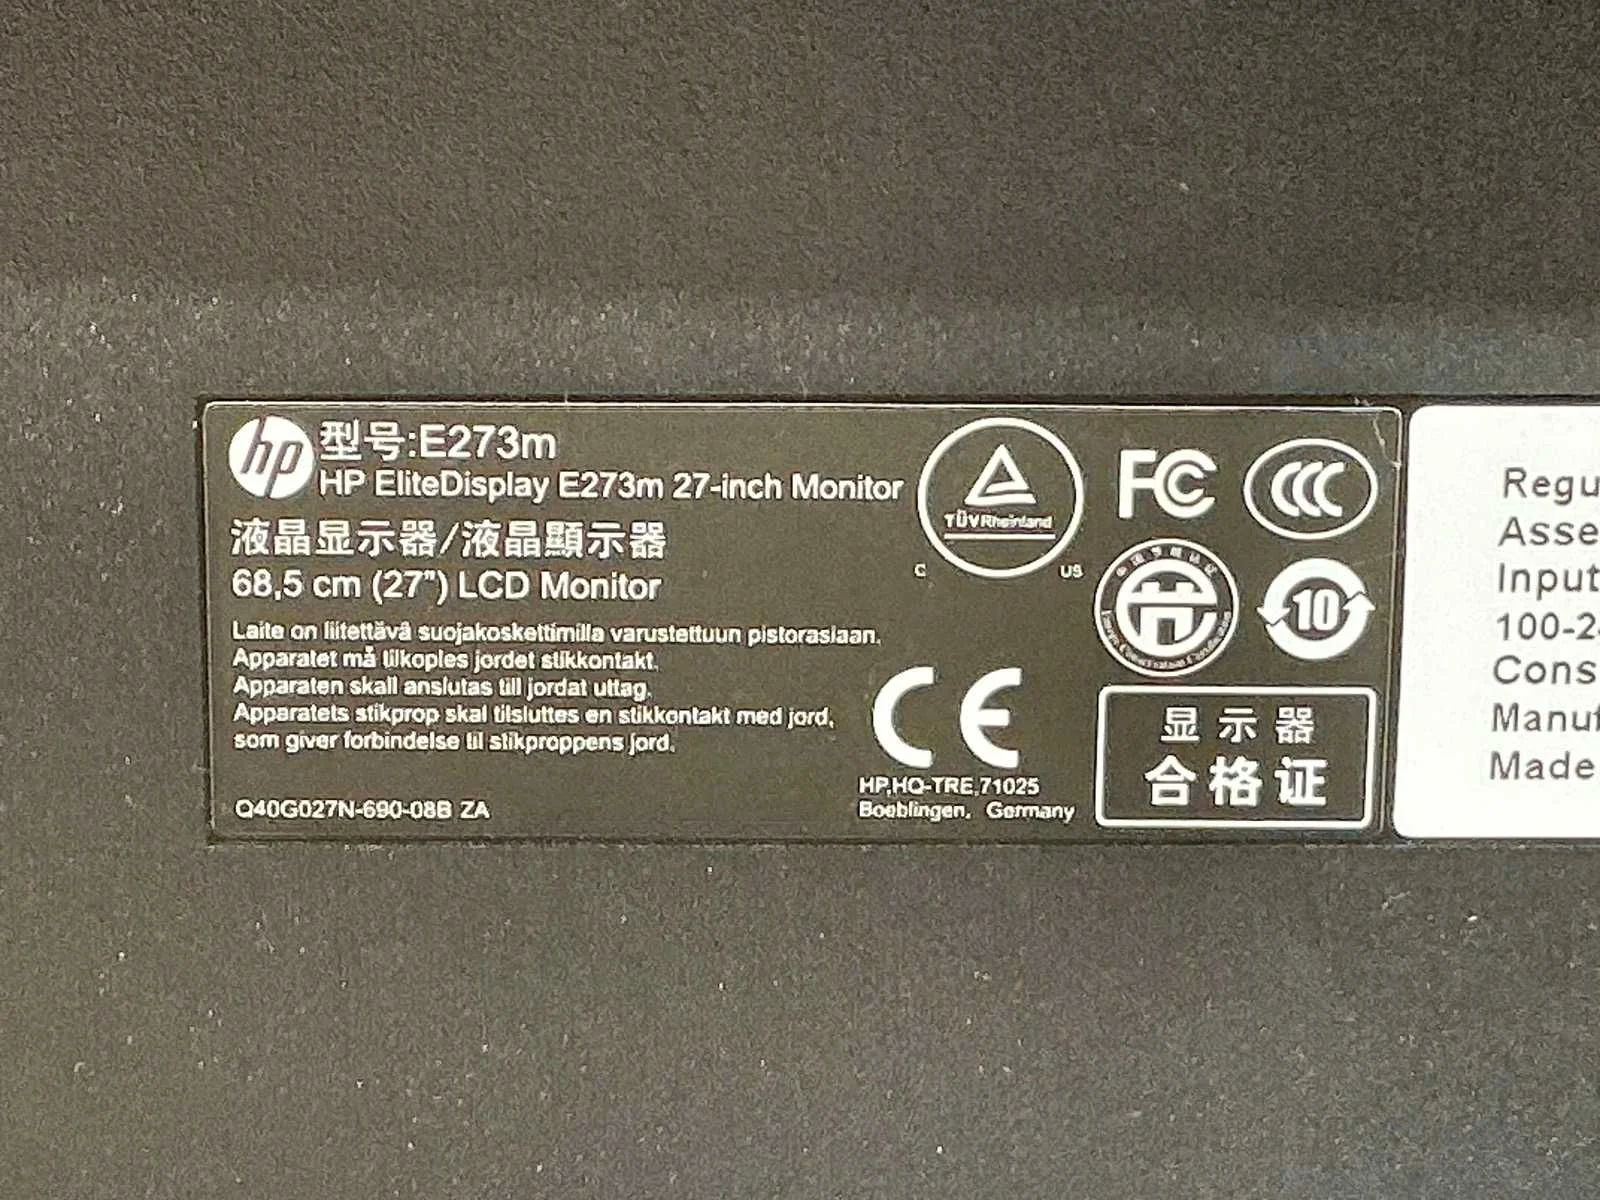 hp
型号:E273m
HP EliteDisplay E273m 27-inch Monitor
液晶显示器/液晶顯示器
68,5 cm (27”) LCD Monitor
Laite on liitettävä suojakoskettimilla varustettuun pistorasiaan.
Apparatet må tilkoples jordet stikkontakt.
Apparaten skall anslutas till jordat uttag.
Apparatets stikprop skal tilsluttes en stikkontakt med jord,
som giver forbindelse til stikproppens jord.
Q40G027N-690-08B ZA
TÜVRheinland
C US
FC
CCC
10
CE
HP,HQ-TRE,71025
Boeblingen, Germany
显示器
合格证
Regu
Asse
Input
100-2
Cons
Manuf
Made